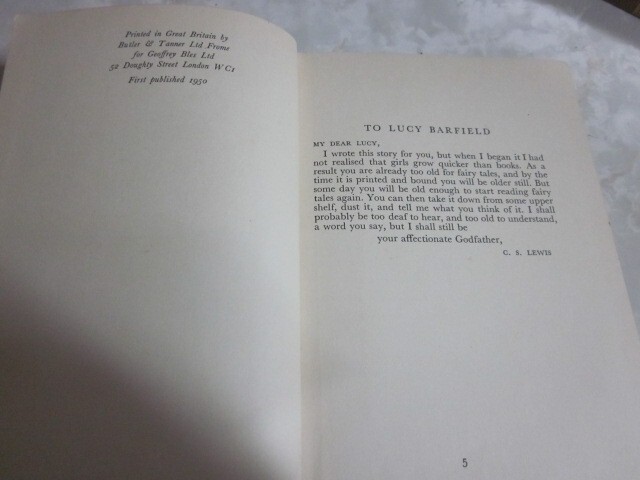 Printed in Great Britain by
Butler & Tanner Ltd Frome
for Geoffrey Bles Ltd
52 Doughty Street London W C 1
First published 1950
TO LUCY BARFIELD
MY DEAR LUCY,
I wrote this story for you, but when I began it I had
not realised that girls grow quicker than books. As a
result you are already too old for fairy tales, and by the
time it is printed and bound you will be older still. But
some day you will be old enough to start reading fairy
tales again. You can then take it down from some upper
shelf, dust it, and tell me what you think of it. I shall
probably be too deaf to hear, and too old to understand,
a word you say, but I shall still be
your affectionate Godfather,
C. S. LEWIS
5